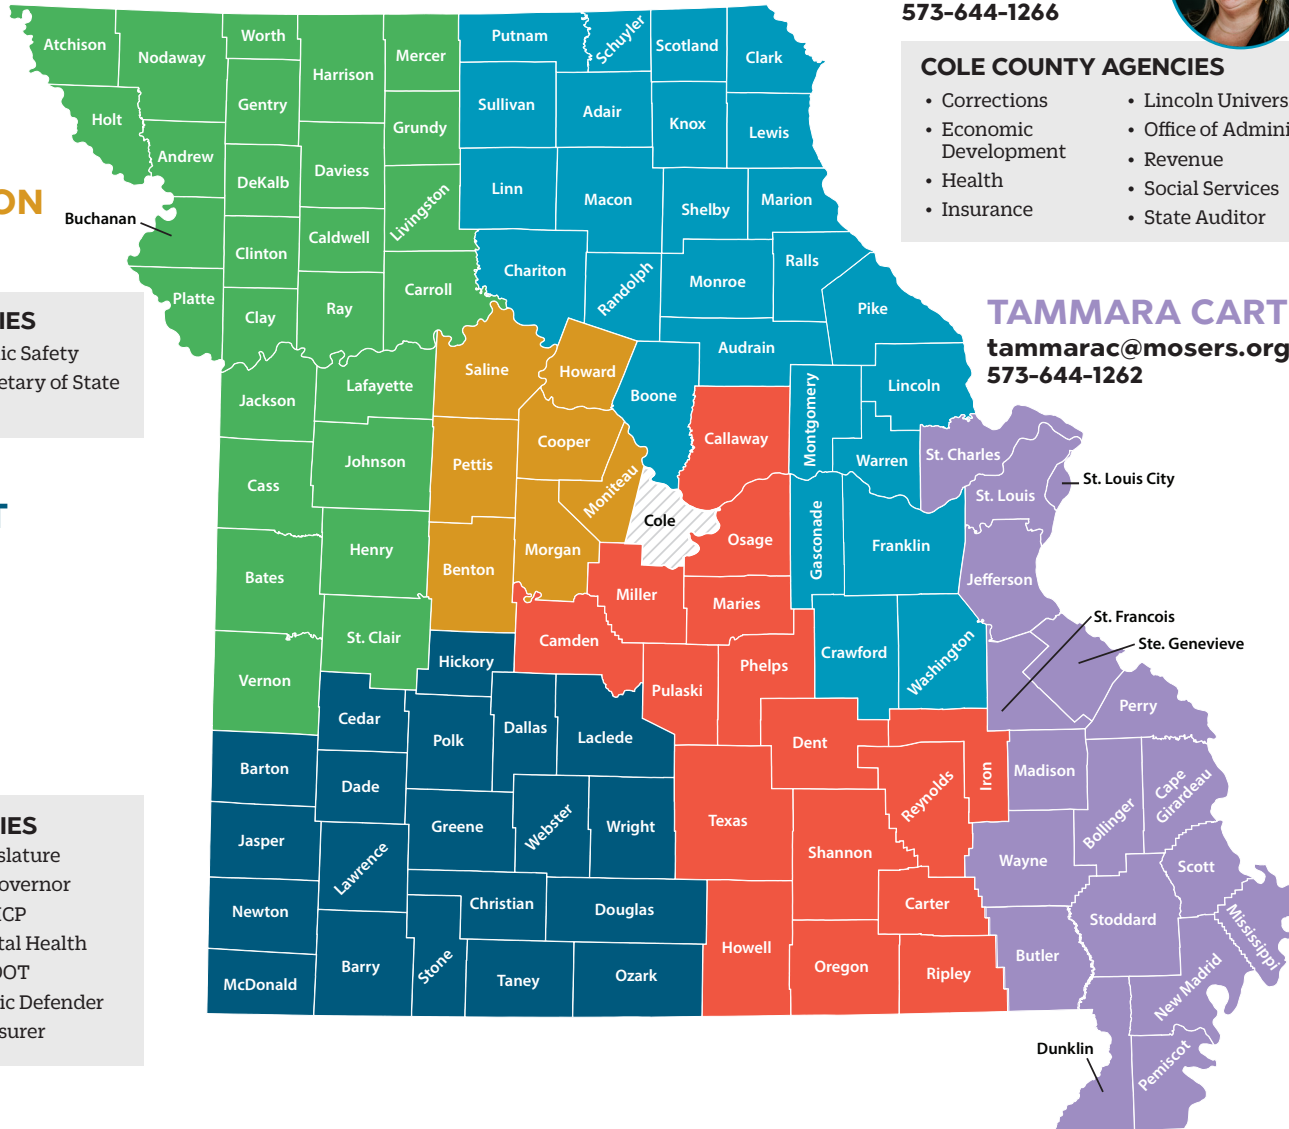 573-644-1266
COLE COUNTY AGENCIES
• Corrections
• Economic
Development
• Health
• Insurance
• Lincoln Univers
• Office of Admini
• Revenue
• Social Services
• State Auditor
TAMMARA CART
tammarac@mosers.org
573-644-1262
ON
IES
ic Safety
etary of State
T
IES
slature
overnor
CP
tal Health
OOT
ic Defender
surer
Atchison
Nodaway
Worth
Harrison
Mercer
Putnam
Schuyler
Scotland
Clark
Holt
Gentry
Grundy
Sullivan
Adair
Knox
Lewis
Andrew
DeKalb
Daviess
Livingston
Linn
Macon
Shelby
Marion
Buchanan
Clinton
Caldwell
Chariton
Randolph
Monroe
Ralls
Platte
Clay
Ray
Carroll
Pike
Audrain
Saline
Howard
Boone
Jackson
Lafayette
Callaway
Montgomery
Lincoln
Warren
St. Charles
St. Louis
St. Louis City
Cass
Johnson
Pettis
Cooper
Moniteau
Cole
Osage
Gasconade
Franklin
Jefferson
Bates
Henry
Benton
Morgan
Miller
Maries
St. Francois
Ste. Genevieve
Vernon
St. Clair
Hickory
Camden
Pulaski
Phelps
Crawford
Washington
Perry
Cedar
Polk
Dallas
Laclede
Dent
Iron
Madison
Cape
Girardeau
Bollinger
Barton
Dade
Greene
Webster
Wright
Texas
Reynolds
Shannon
Wayne
Scott
Jasper
Lawrence
Newton
Christian
Douglas
Howell
Carter
Stoddard
Mississippi
McDonald
Barry
Stone
Taney
Ozark
Oregon
Ripley
Butler
New Madrid
Dunklin
Pemiscot